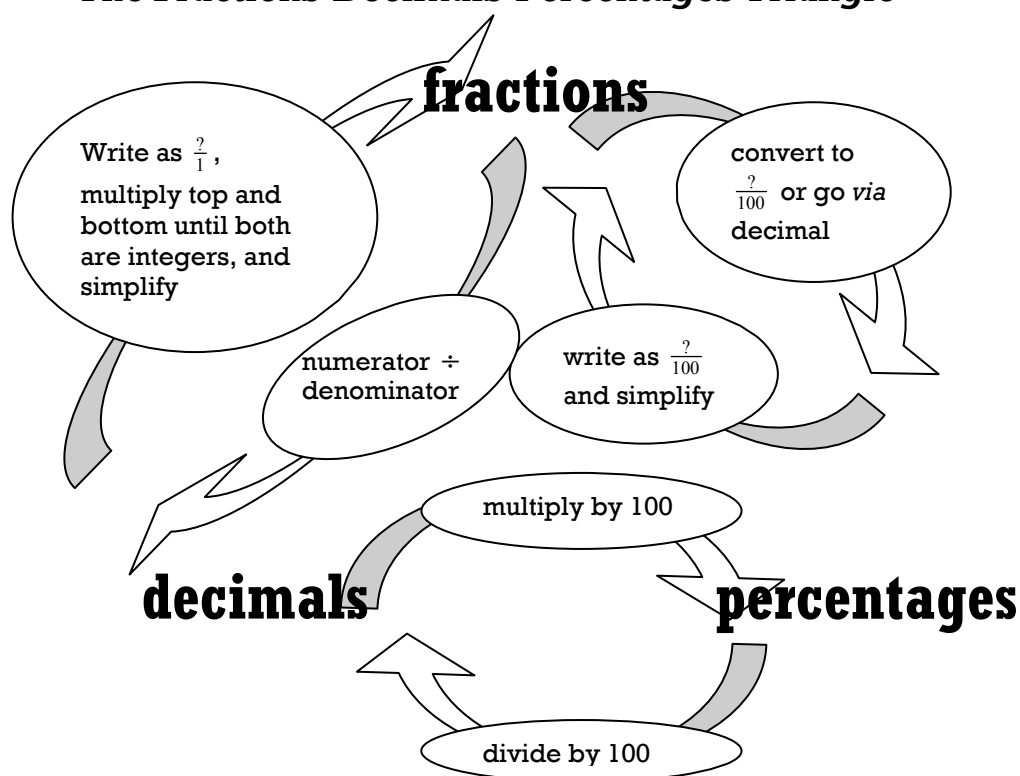 The Fractions-Decimals-Percentages Triangle
fractions
Write as ?/1 ,
multiply top and
bottom until both
are integers, and
simplify
convert to
?/100 or go via
decimal
numerator ÷
denominator
write as ?/100
and simplify
multiply by 100
decimals
percentages
divide by 100